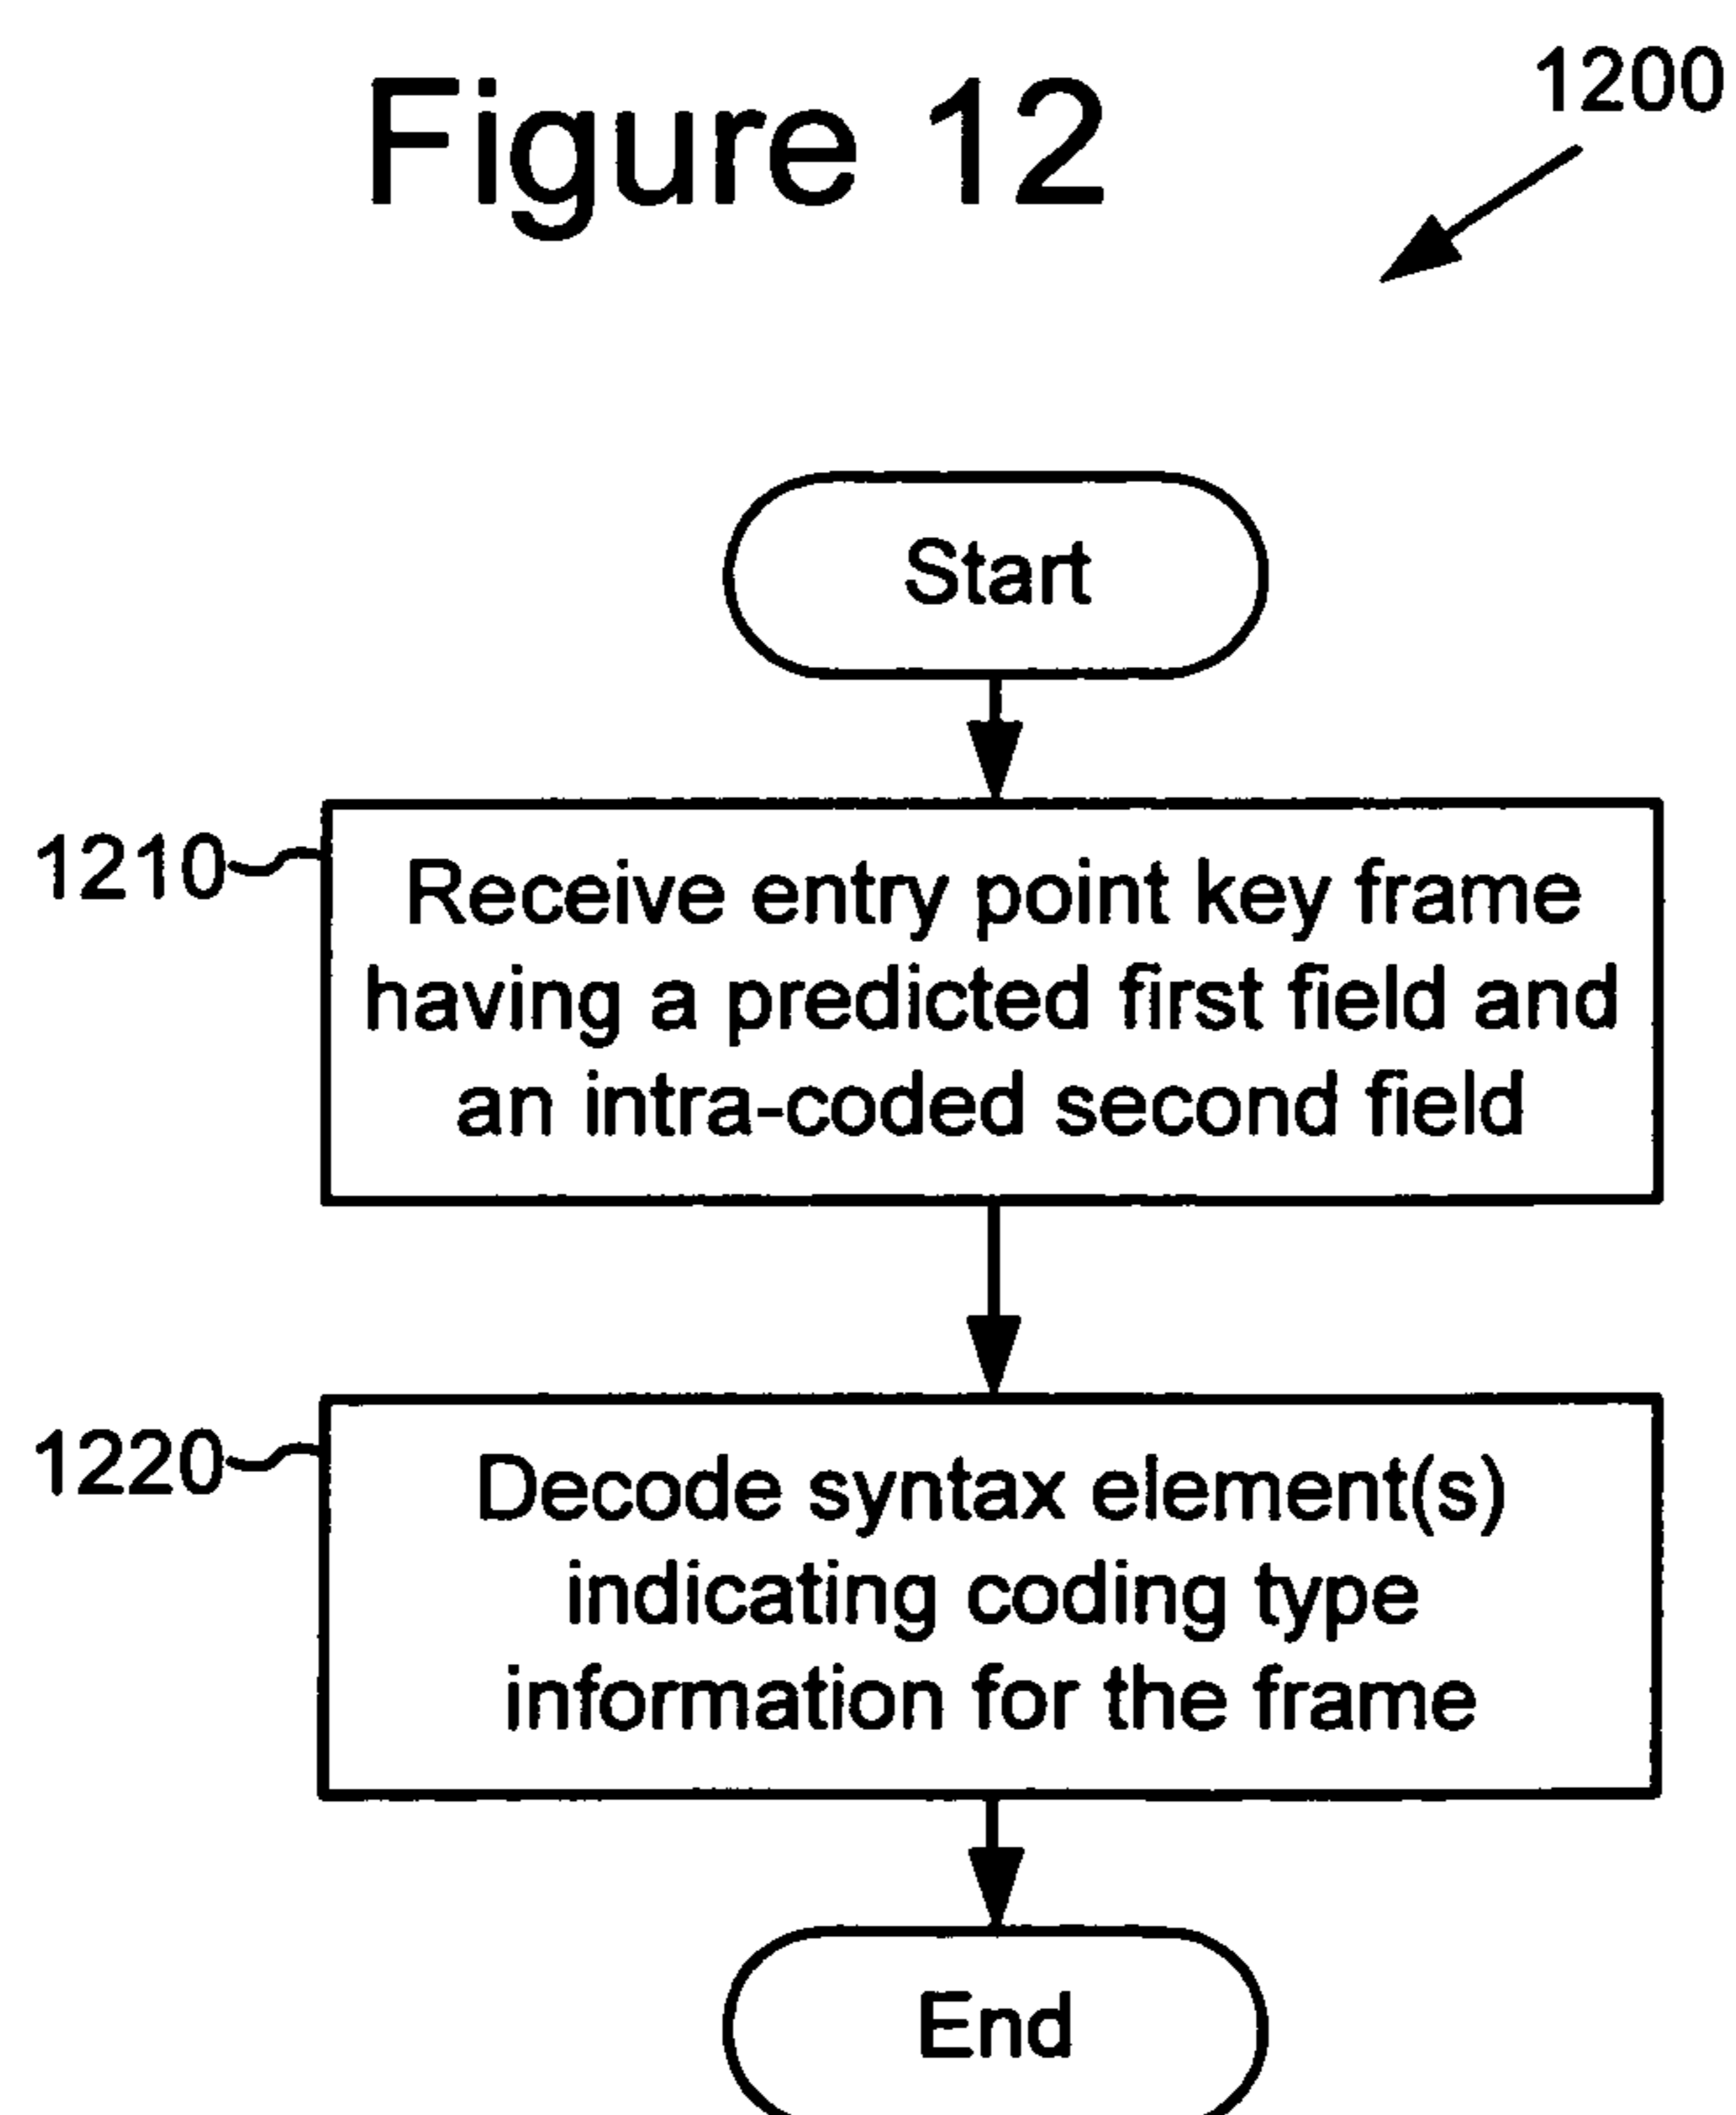 Figure 12
1200
Start
1210
Receive entry point key frame
having a predicted first field and
an intra-coded second field
1220
Decode syntax element(s)
indicating coding type
information for the frame
End